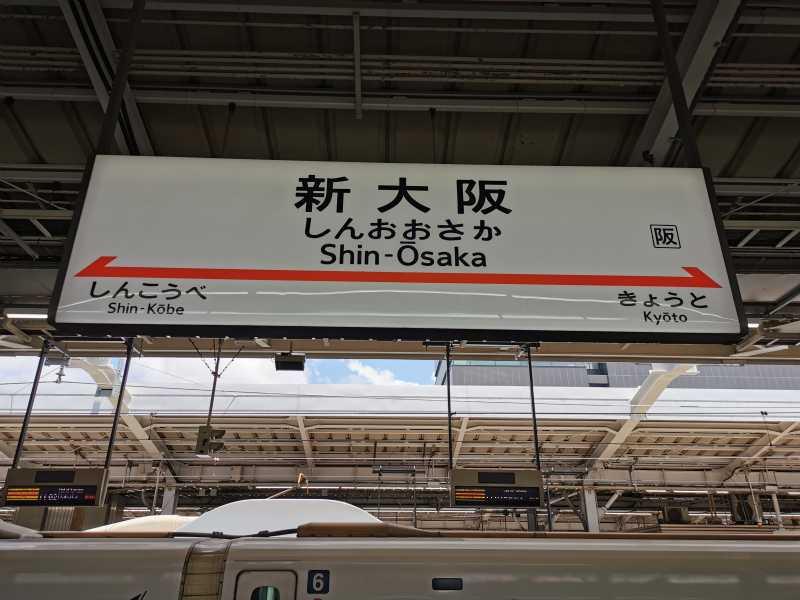 新大阪
しんおおさか
Shin-Ōsaka
阪
しんこうべ
Shin-Kōbe
きょうと
Kyōto
6